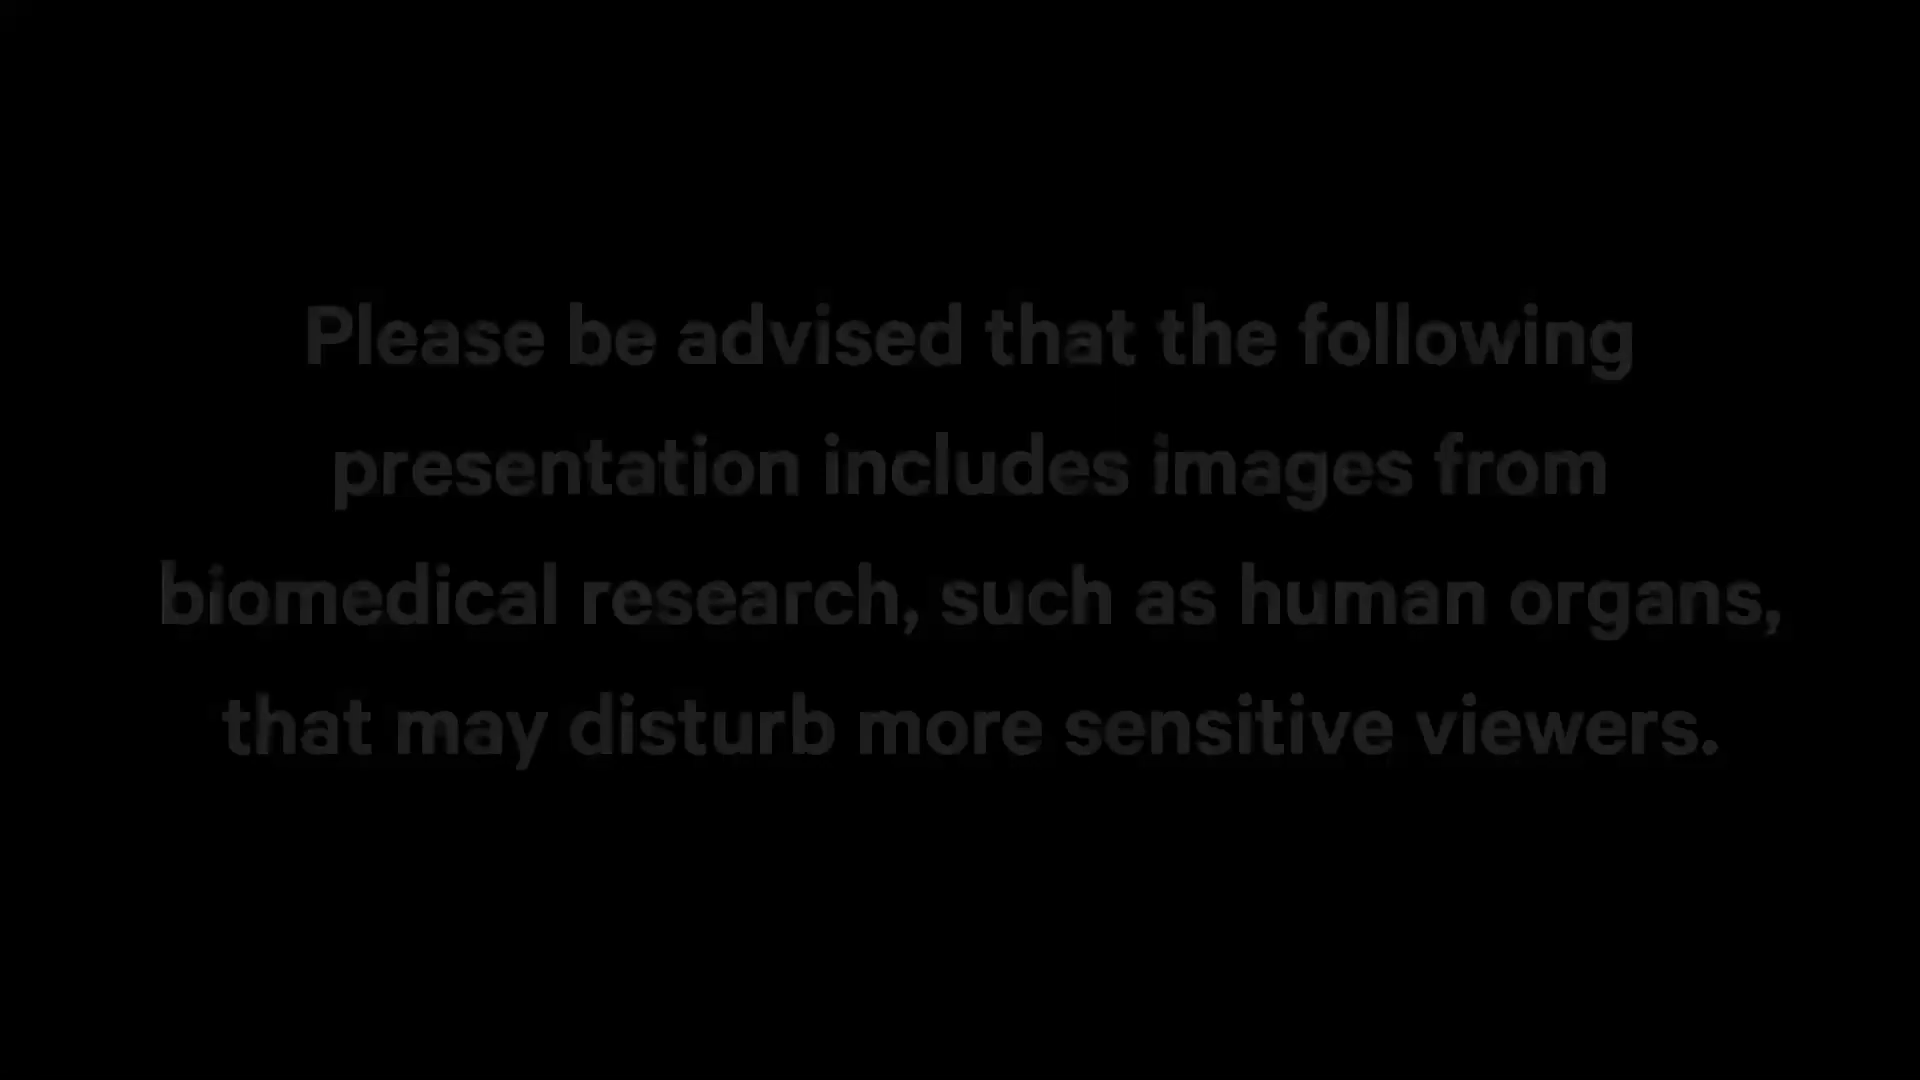 Please be advised that the following
presentation includes images from
biomedical research, such as human organs,
that may disturb more sensitive viewers.